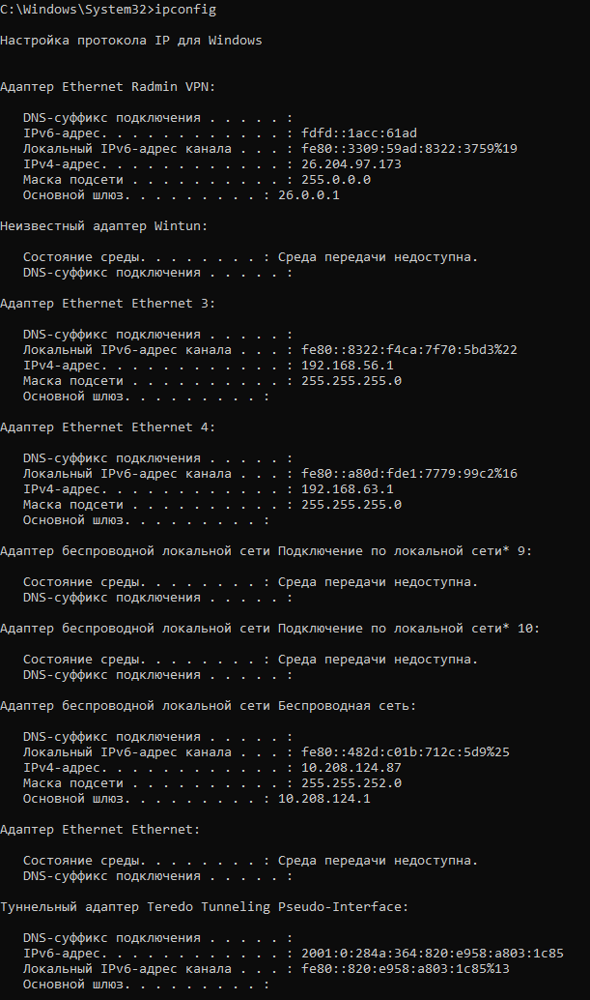 C:\Windows\System32>ipconfig
Настройка протокола IP для Windows
Адаптер Ethernet Radmin VPN:
DNS-суффикс подключения . . . . . :
IPv6-адрес. . . . . . . . . . . . : fdfd::1acc:61ad
Локальный IPv6-адрес канала . . . : fe80::3309:59ad:8322:3759%19
IPv4-адрес. . . . . . . . . . . . : 26.204.97.173
Маска подсети . . . . . . . . . . : 255.0.0.0
Основной шлюз. . . . . . . . . : 26.0.0.1
Неизвестный адаптер Wintun:
Состояние среды. . . . . . . . : Среда передачи недоступна.
DNS-суффикс подключения . . . . . :
Адаптер Ethernet Ethernet 3:
DNS-суффикс подключения . . . . . :
Локальный IPv6-адрес канала . . . : fe80::8322:f4ca:7f70:5bd3%22
IPv4-адрес. . . . . . . . . . . . : 192.168.56.1
Маска подсети . . . . . . . . . . : 255.255.255.0
Основной шлюз. . . . . . . . . :
Адаптер Ethernet Ethernet 4:
DNS-суффикс подключения . . . . . :
Локальный IPv6-адрес канала . . . : fe80::a80d:fde1:7779:99c2%16
IPv4-адрес. . . . . . . . . . . . : 192.168.63.1
Маска подсети . . . . . . . . . . : 255.255.255.0
Основной шлюз. . . . . . . . . :
Адаптер беспроводной локальной сети Подключение по локальной сети* 9:
Состояние среды. . . . . . . . : Среда передачи недоступна.
DNS-суффикс подключения . . . . . :
Адаптер беспроводной локальной сети Подключение по локальной сети* 10:
Состояние среды. . . . . . . . : Среда передачи недоступна.
DNS-суффикс подключения . . . . . :
Адаптер беспроводной локальной сети Беспроводная сеть:
DNS-суффикс подключения . . . . . :
Локальный IPv6-адрес канала . . . : fe80::482d:c01b:712c:5d9%25
IPv4-адрес. . . . . . . . . . . . : 10.208.124.87
Маска подсети . . . . . . . . . . : 255.255.252.0
Основной шлюз. . . . . . . . . : 10.208.124.1
Адаптер Ethernet Ethernet:
Состояние среды. . . . . . . . : Среда передачи недоступна.
DNS-суффикс подключения . . . . . :
Туннельный адаптер Teredo Tunneling Pseudo-Interface:
DNS-суффикс подключения . . . . . :
IPv6-адрес. . . . . . . . . . . . : 2001:0:284a:364:820:e958:a803:1c85
Локальный IPv6-адрес канала . . . : fe80::820:e958:a803:1c85%13
Основной шлюз. . . . . . . . . :